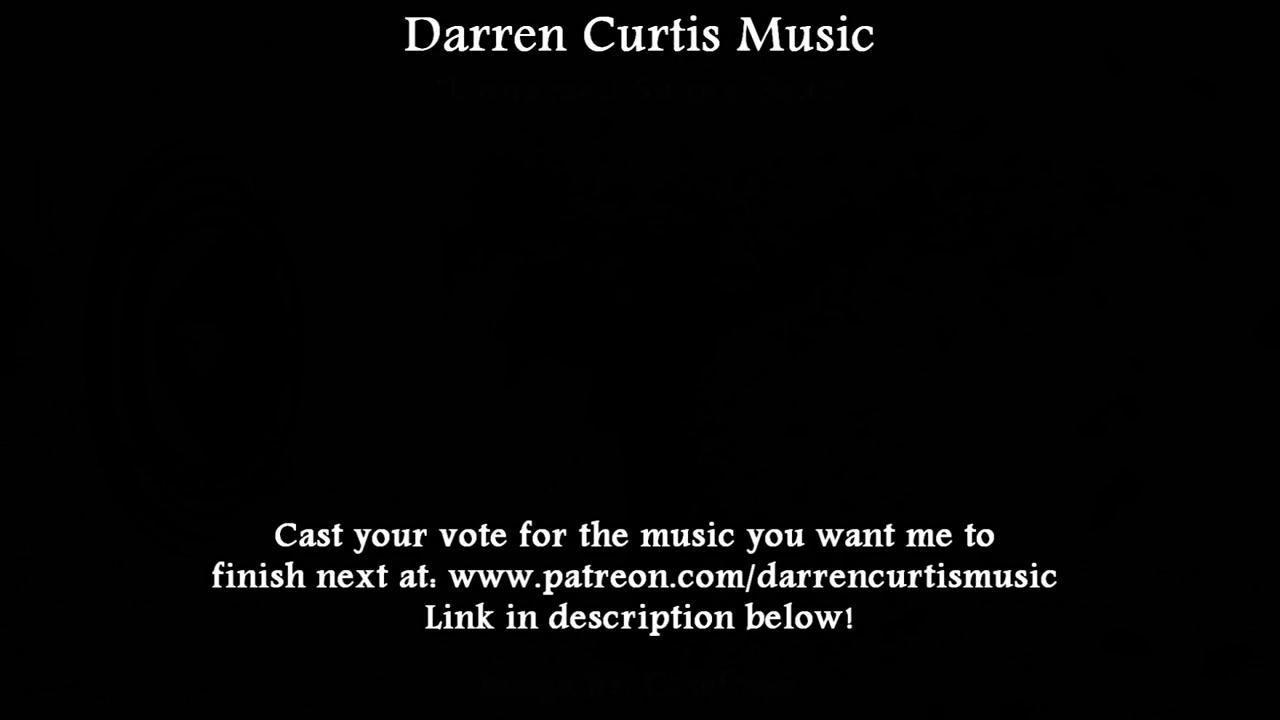 Darren Curtis Music
Cast your vote for the music you want me to
finish next at: www.patreon.com/darrencurtismusic
Link in description below!